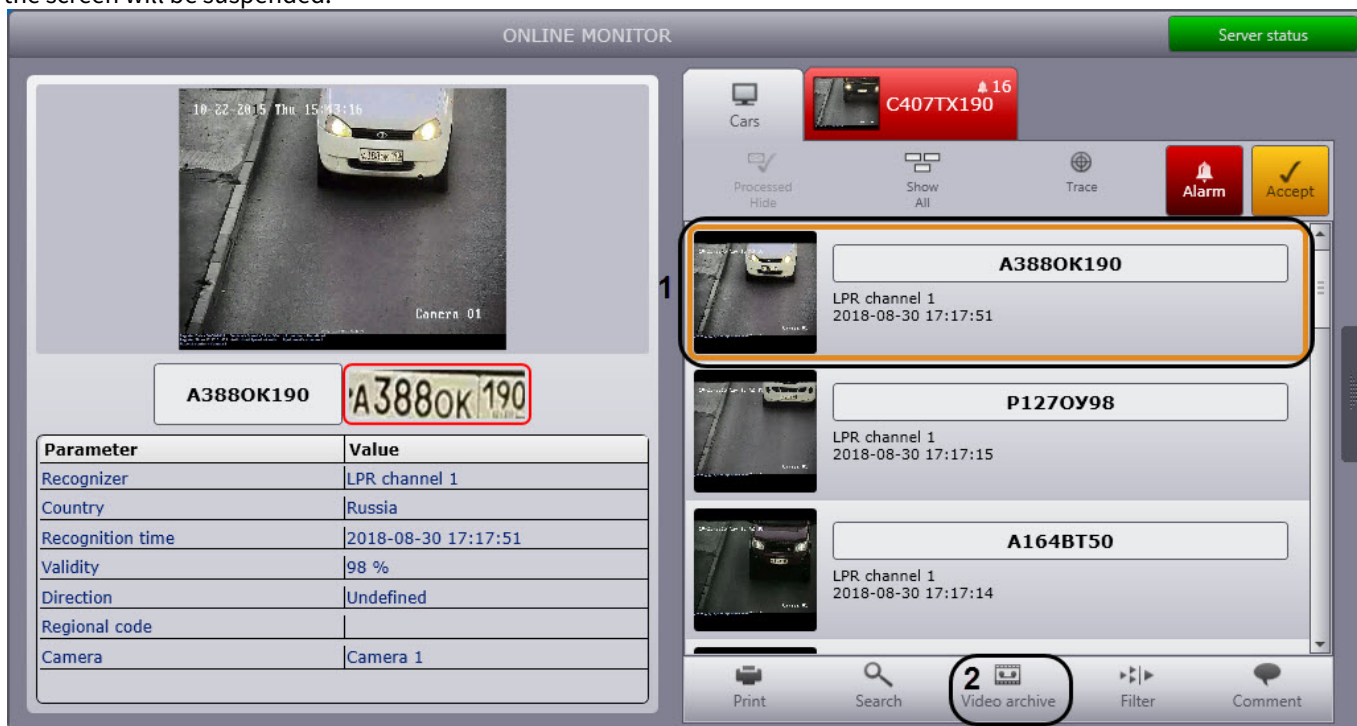 the screen will be suspended.
ONLINE MONITOR
Server status
10-22-2015 Thu 15:43:16
Camera 01
A388OK190
A388OK 190
Parameter Value
Recognizer LPR channel 1
Country Russia
Recognition time 2018-08-30 17:17:51
Validity 98 %
Direction Undefined
Regional code
Camera Camera 1
Cars
C407TX190
16
Processed
Hide
Show
All
Trace
Alarm
Accept
1
A388OK190
LPR channel 1
2018-08-30 17:17:51
Р127ОУ98
LPR channel 1
2018-08-30 17:17:15
A164BT50
LPR channel 1
2018-08-30 17:17:14
Print
Search
2
Video archive
Filter
Comment